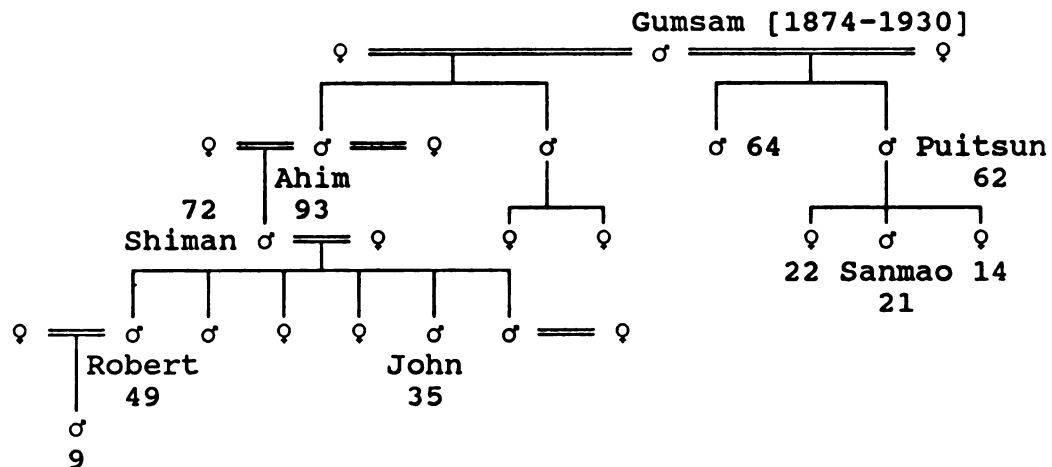 Gumsam [1874-1930]
♀ ♂ ♀
♀ ♂ ♀ ♂ ♂ 64 ♂ Puitsun
Ahim 62
72 93
Shiman ♂ ♀ ♀ ♀ ♀ ♂ ♀
22 Sanmao 14
21
♀ ♂ ♂ ♀ ♀ ♂ ♂ ♀
Robert John
49 35
♂
9